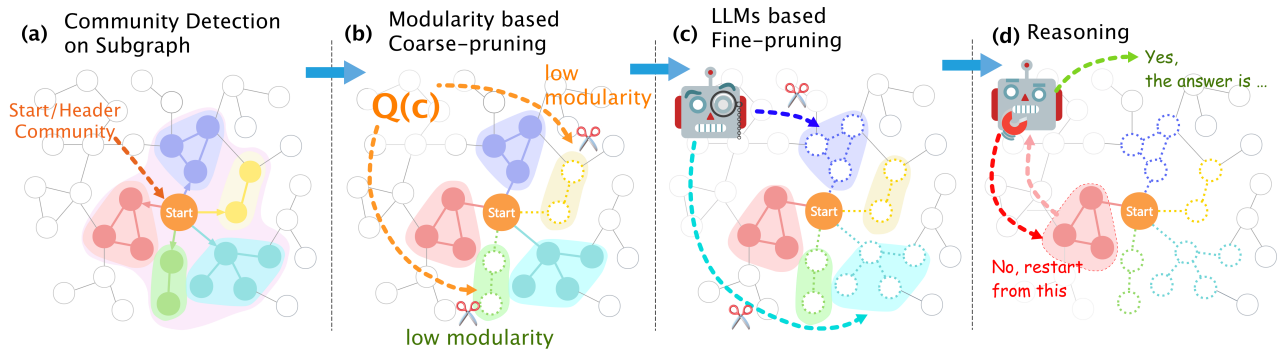 (a) Community Detection
on Subgraph
Start/Header
Community
Start
(b) Modularity based
Coarse-pruning
Q(c)
low
modularity
Start
low modularity
(c) LLMs based
Fine-pruning
Start
(d) Reasoning
Yes,
the answer is ...
Start
No, restart
from this